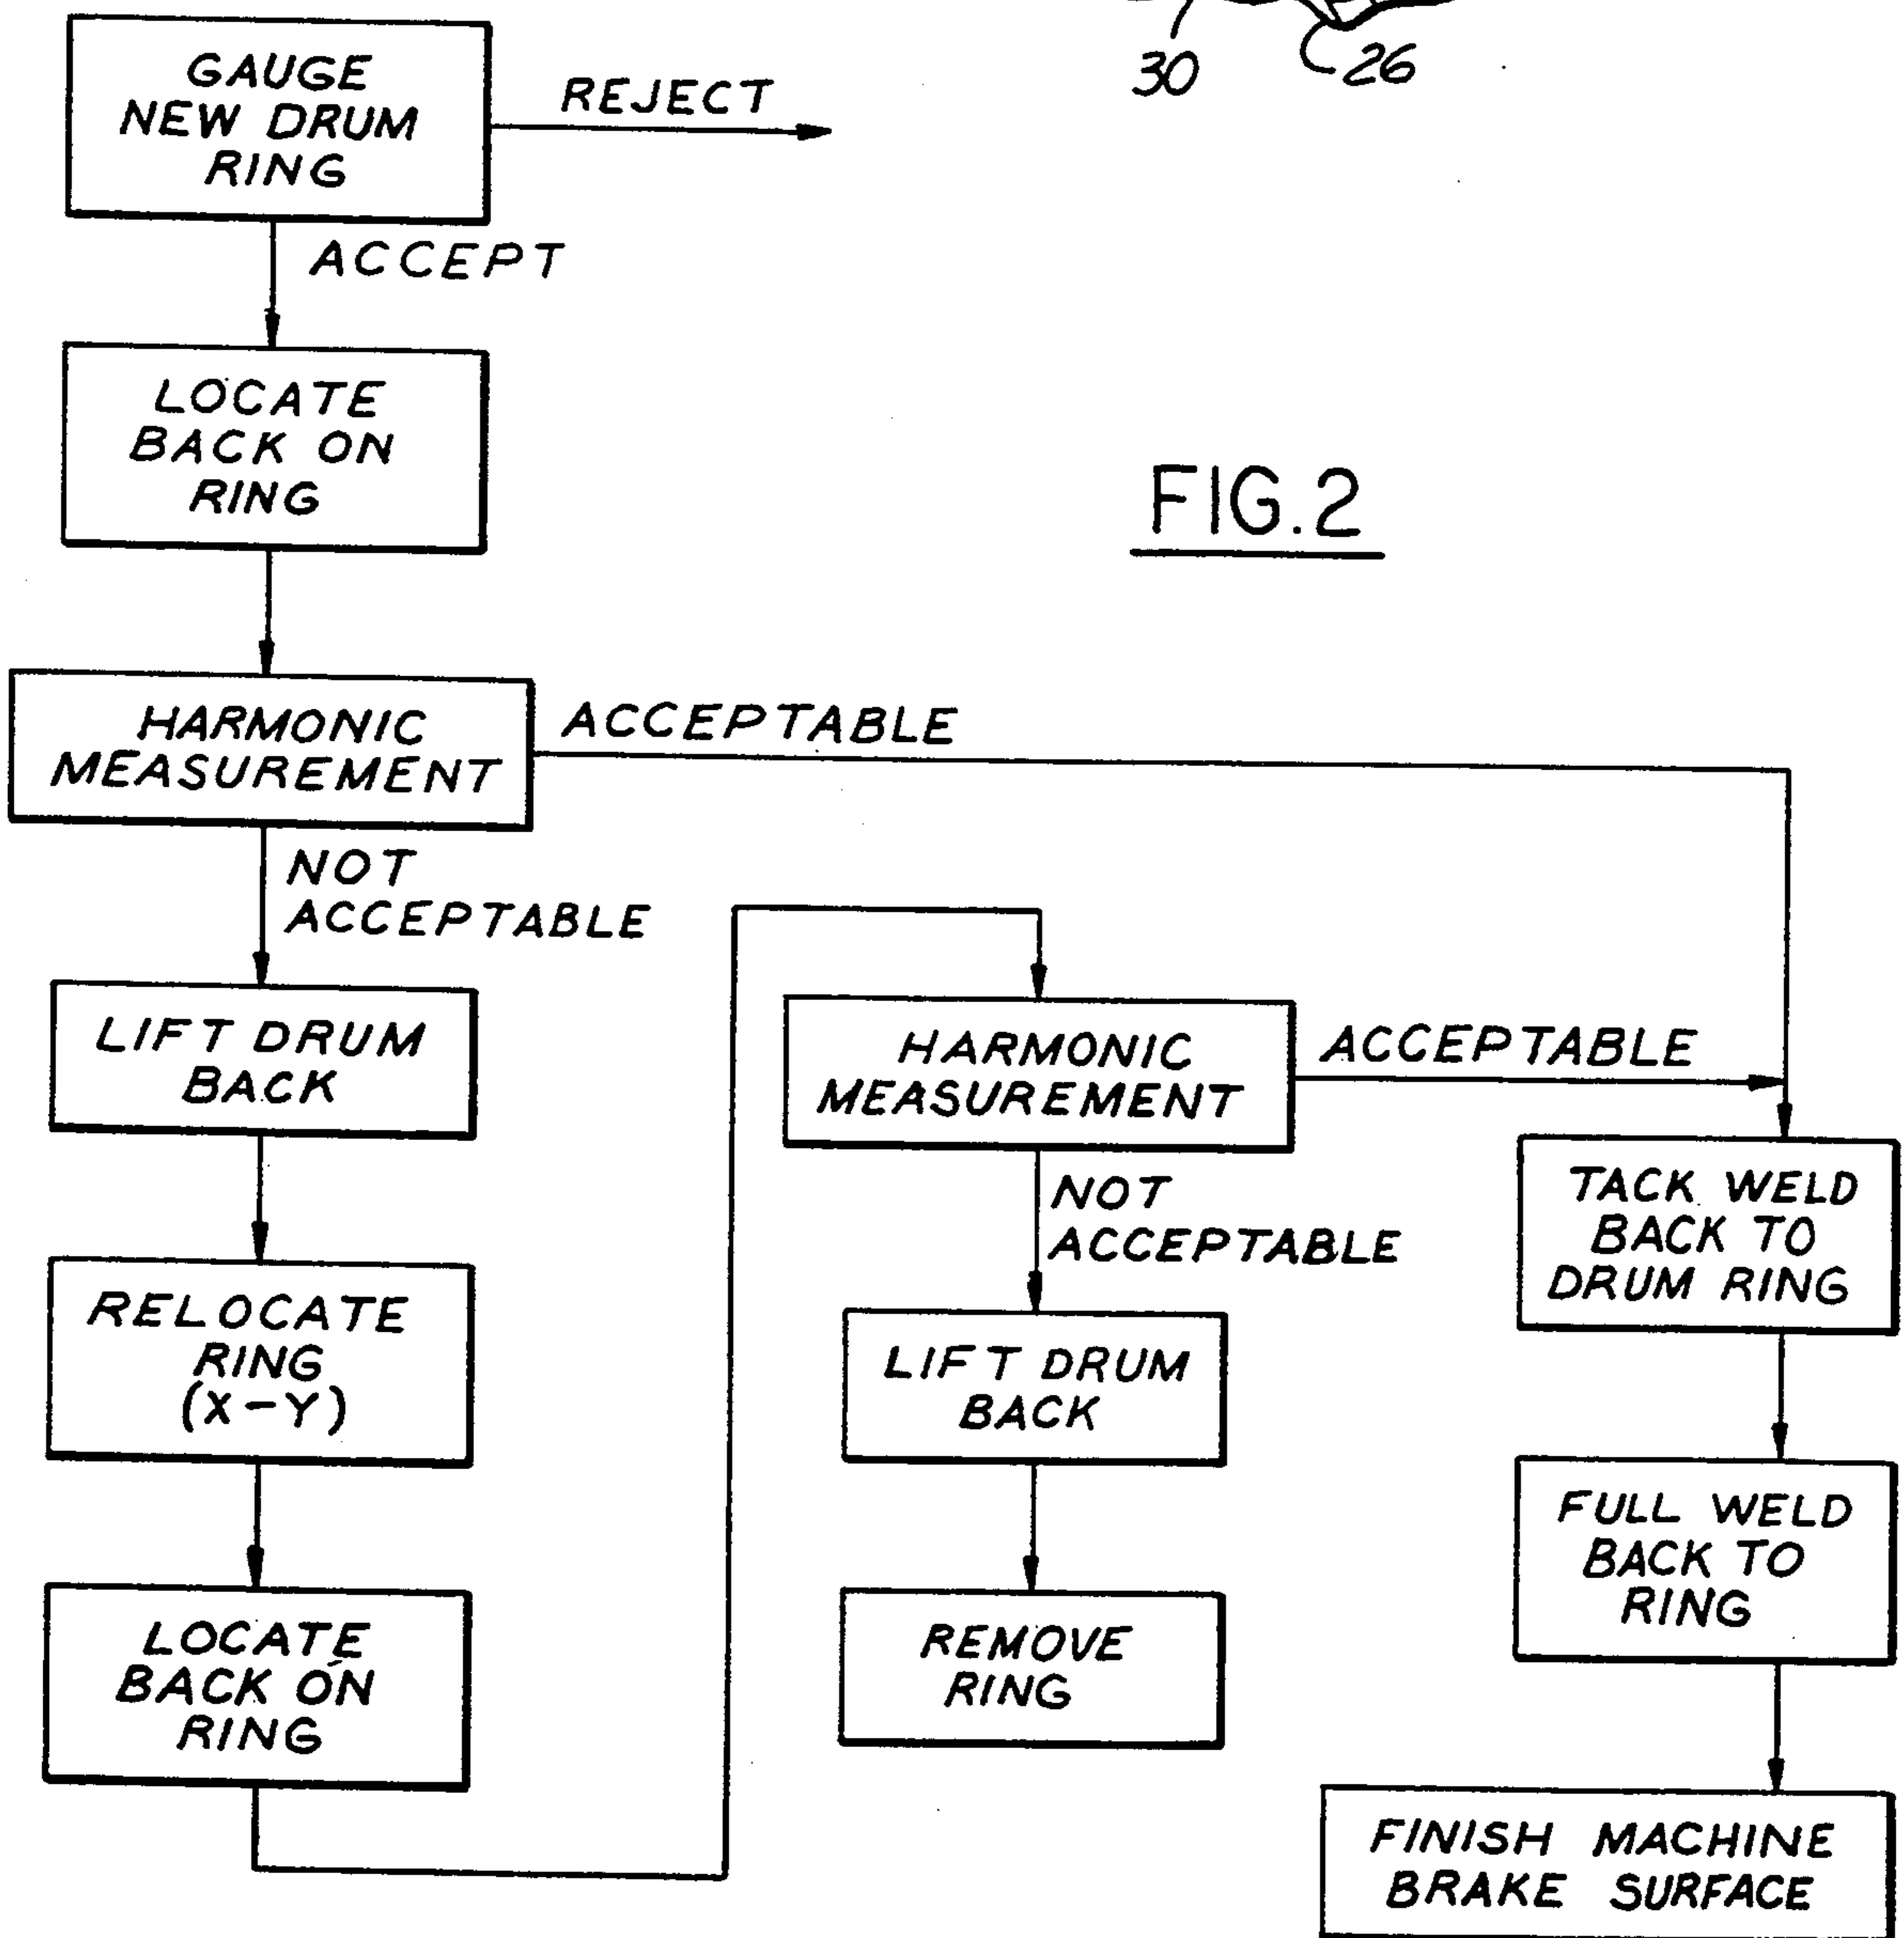 30
26
GAUGE
NEW DRUM
RING
REJECT
ACCEPT
LOCATE
BACK ON
RING
FIG.2
HARMONIC
MEASUREMENT
ACCEPTABLE
NOT
ACCEPTABLE
LIFT DRUM
BACK
RELOCATE
RING
(X-Y)
LOCATE
BACK ON
RING
HARMONIC
MEASUREMENT
ACCEPTABLE
NOT
ACCEPTABLE
LIFT DRUM
BACK
REMOVE
RING
TACK WELD
BACK TO
DRUM RING
FULL WELD
BACK TO
RING
FINISH MACHINE
BRAKE SURFACE